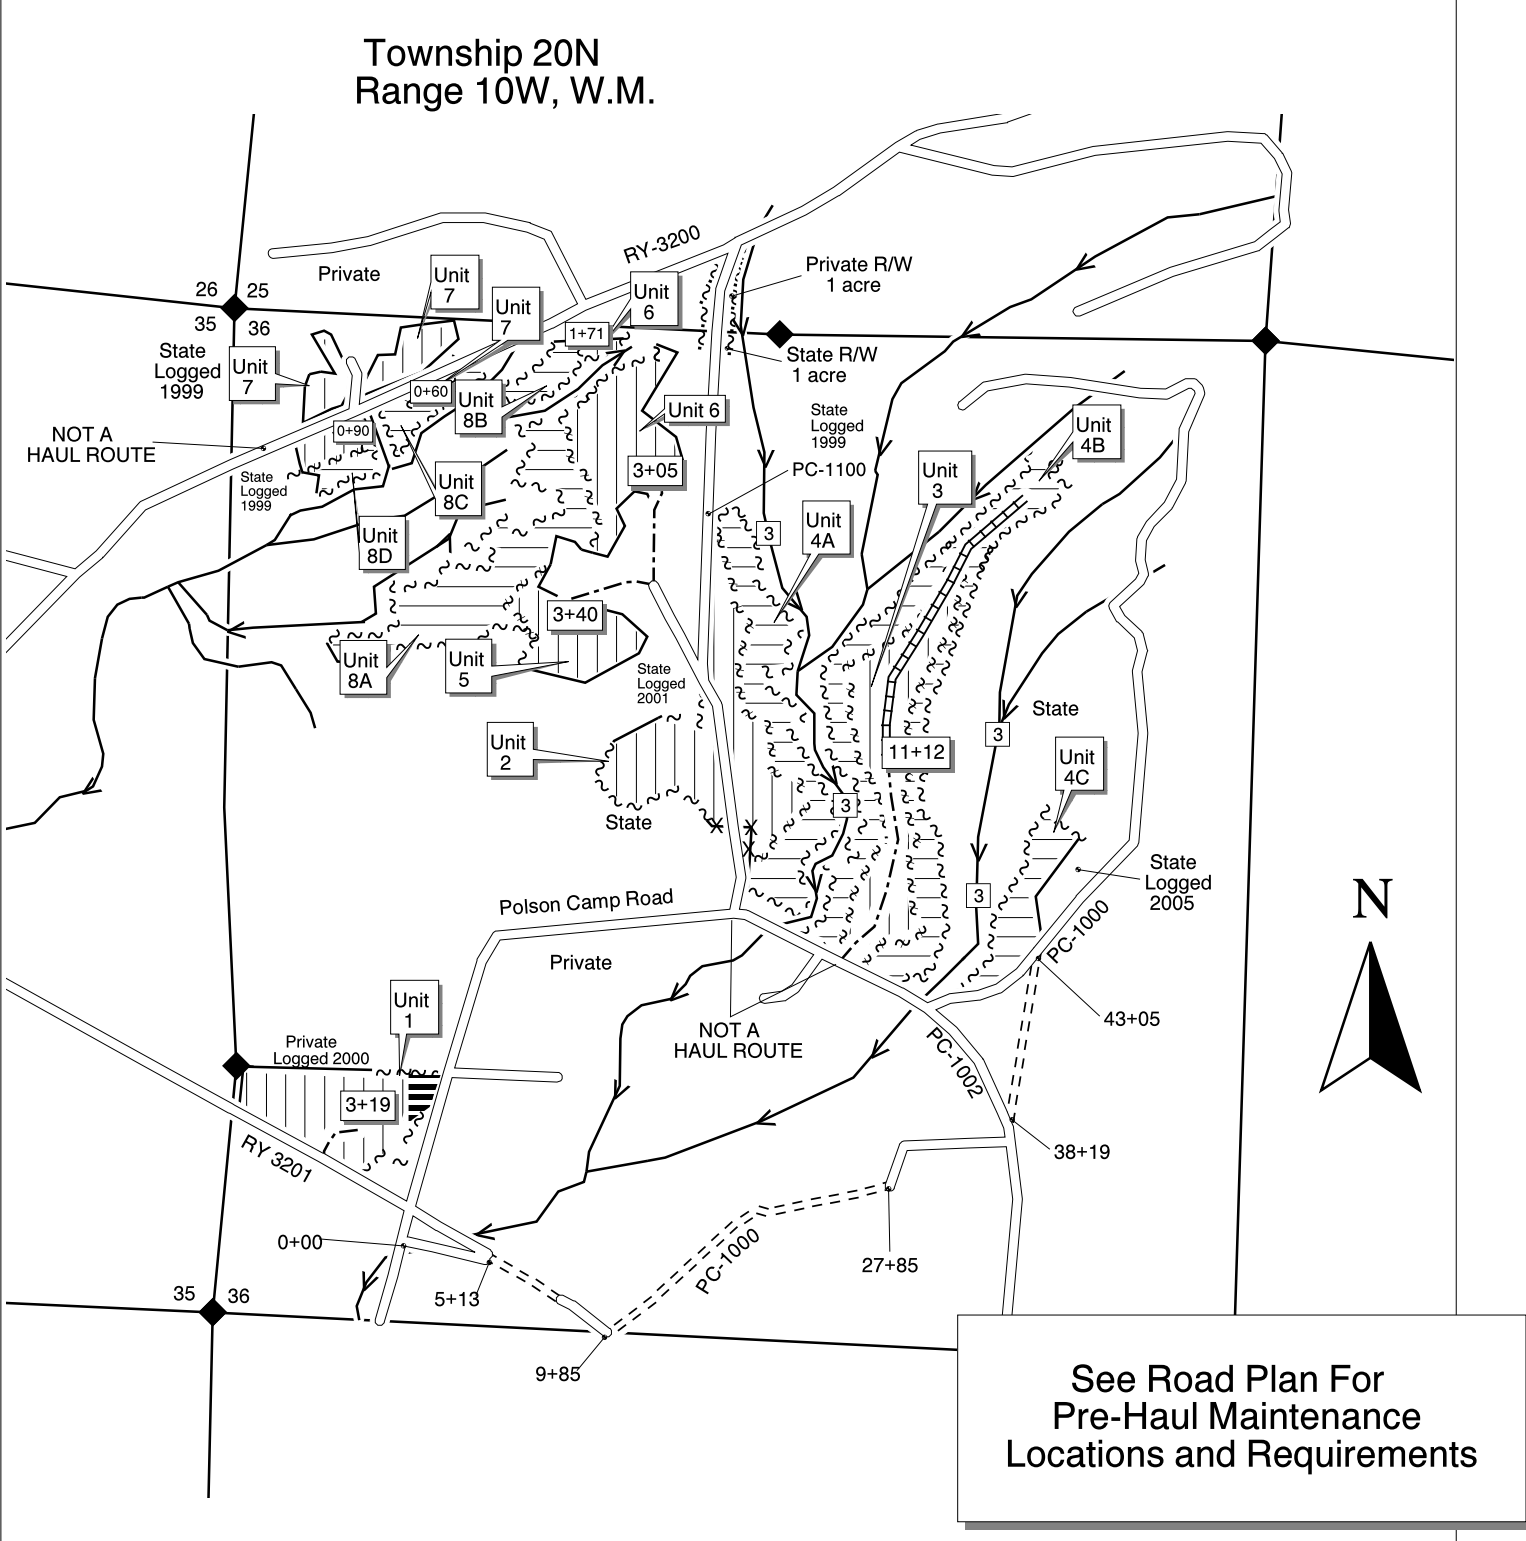 Township 20N
Range 10W, W.M.
RY-3200
Private
Unit
7
Unit
7
Unit
6
Private R/W
1 acre
26
25
35
36
1+71
State
Logged
1999
Unit
7
State R/W
1 acre
0+60
Unit
8B
Unit 6
State
Logged
1999
Unit
4B
NOT A
HAUL ROUTE
0+90
3+05
PC-1100
Unit
3
State
Logged
1999
Unit
8C
Unit
8D
3
Unit
4A
3+40
Unit
8A
Unit
5
State
Logged
2001
State
3
Unit
2
11+12
Unit
4C
3
State
State
Logged
2005
3
Polson Camp Road
PC-1000
Private
Unit
1
43+05
NOT A
HAUL ROUTE
Private
Logged 2000
PC-1002
3+19
RY 3201
38+19
0+00
PC-1000
27+85
5+13
35
36
9+85
N
See Road Plan For
Pre-Haul Maintenance
Locations and Requirements